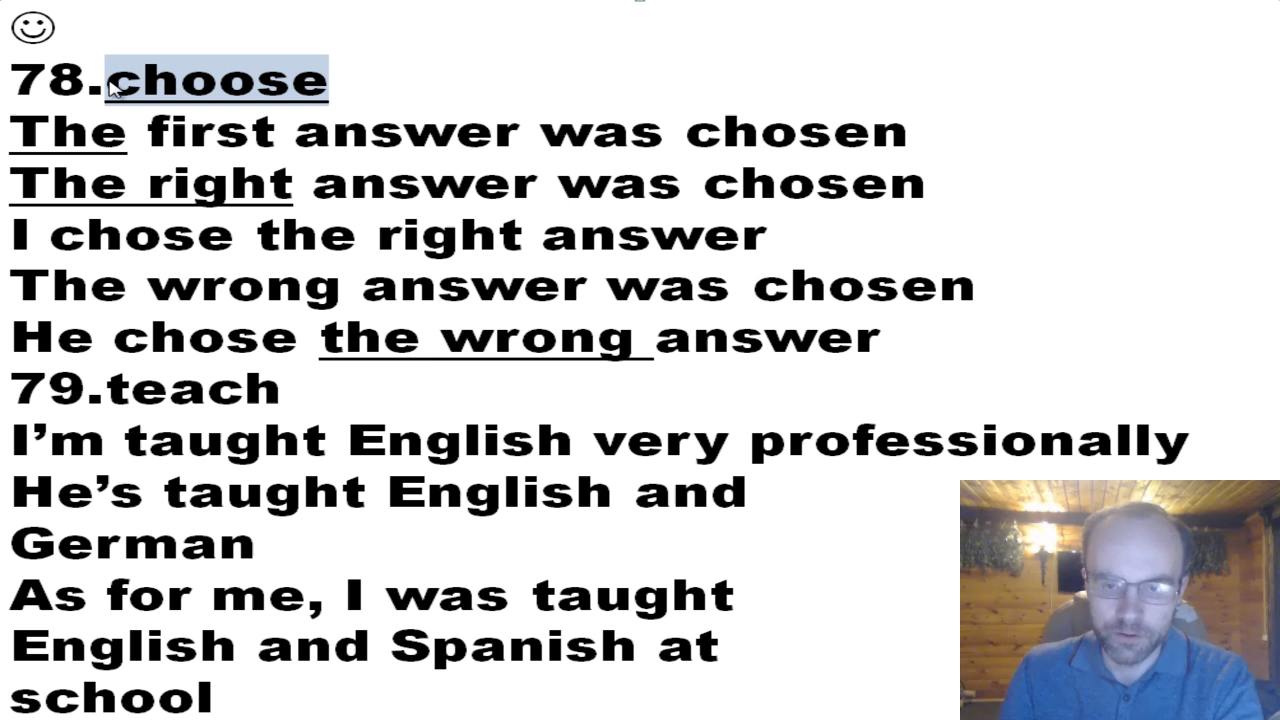 78.choose
The first answer was chosen
The right answer was chosen
I chose the right answer
The wrong answer was chosen
He chose the wrong answer
79.teach
I’m taught English very professionally
He’s taught English and
German
As for me, I was taught
English and Spanish at
school